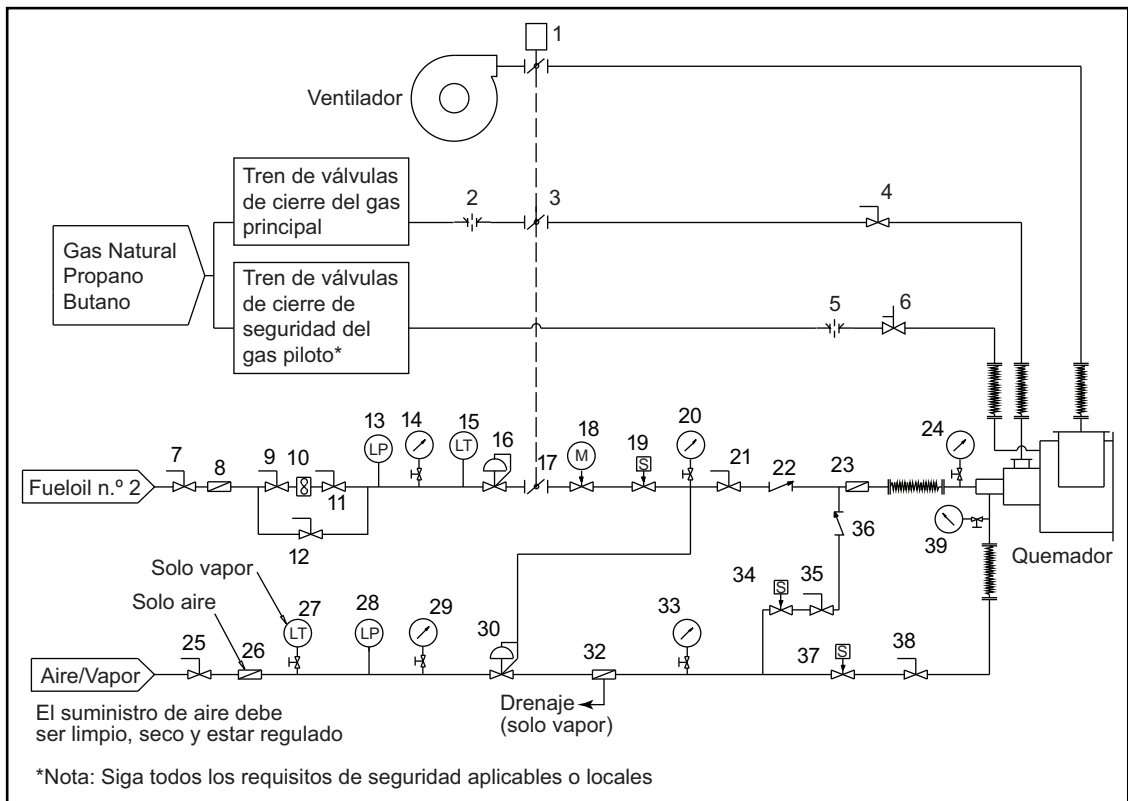 1
Ventilador
Tren de válvulas
de cierre del gas
principal
2
3
4
Gas Natural
Propano
Butano
Tren de válvulas
de cierre de
seguridad del
gas piloto*
5
6
7
8
9
10
11
12
13
LP
14
15
LT
16
17
18
M
19
S
20
21
22
23
24
Fueloil n.º 2
36
39
Quemador
Solo vapor
Solo aire
34
S
35
25
26
27
LT
28
LP
29
30
32
33
37
S
38
Aire/Vapor
Drenaje
(solo vapor)
El suministro de aire debe
ser limpio, seco y estar regulado
*Nota: Siga todos los requisitos de seguridad aplicables o locales